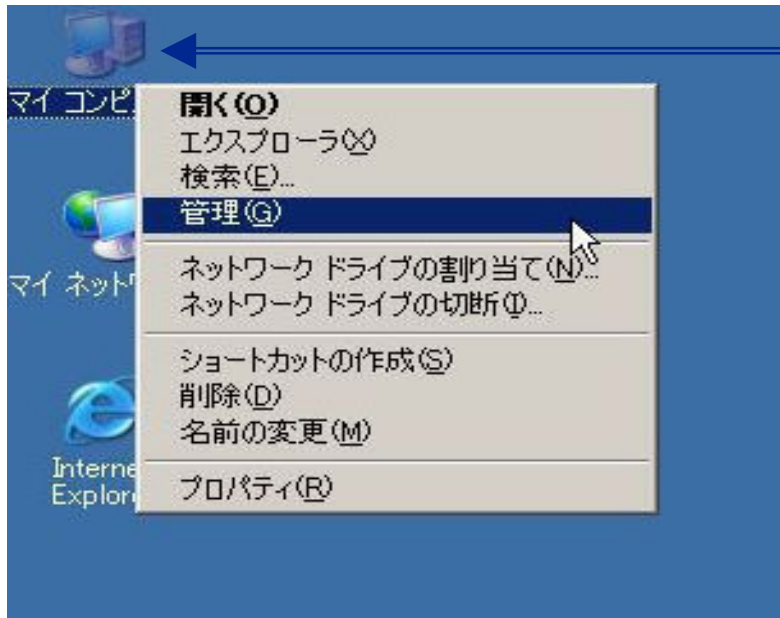 マイ コンピ
開く(O)
エクスプローラ(X)
検索(E)...
管理(G)
マイ ネットワ
ネットワーク ドライブの割り当て(N)...
ネットワーク ドライブの切断(I)...
ショートカットの作成(S)
削除(D)
名前の変更(M)
Interne
Explore
プロパティ(R)